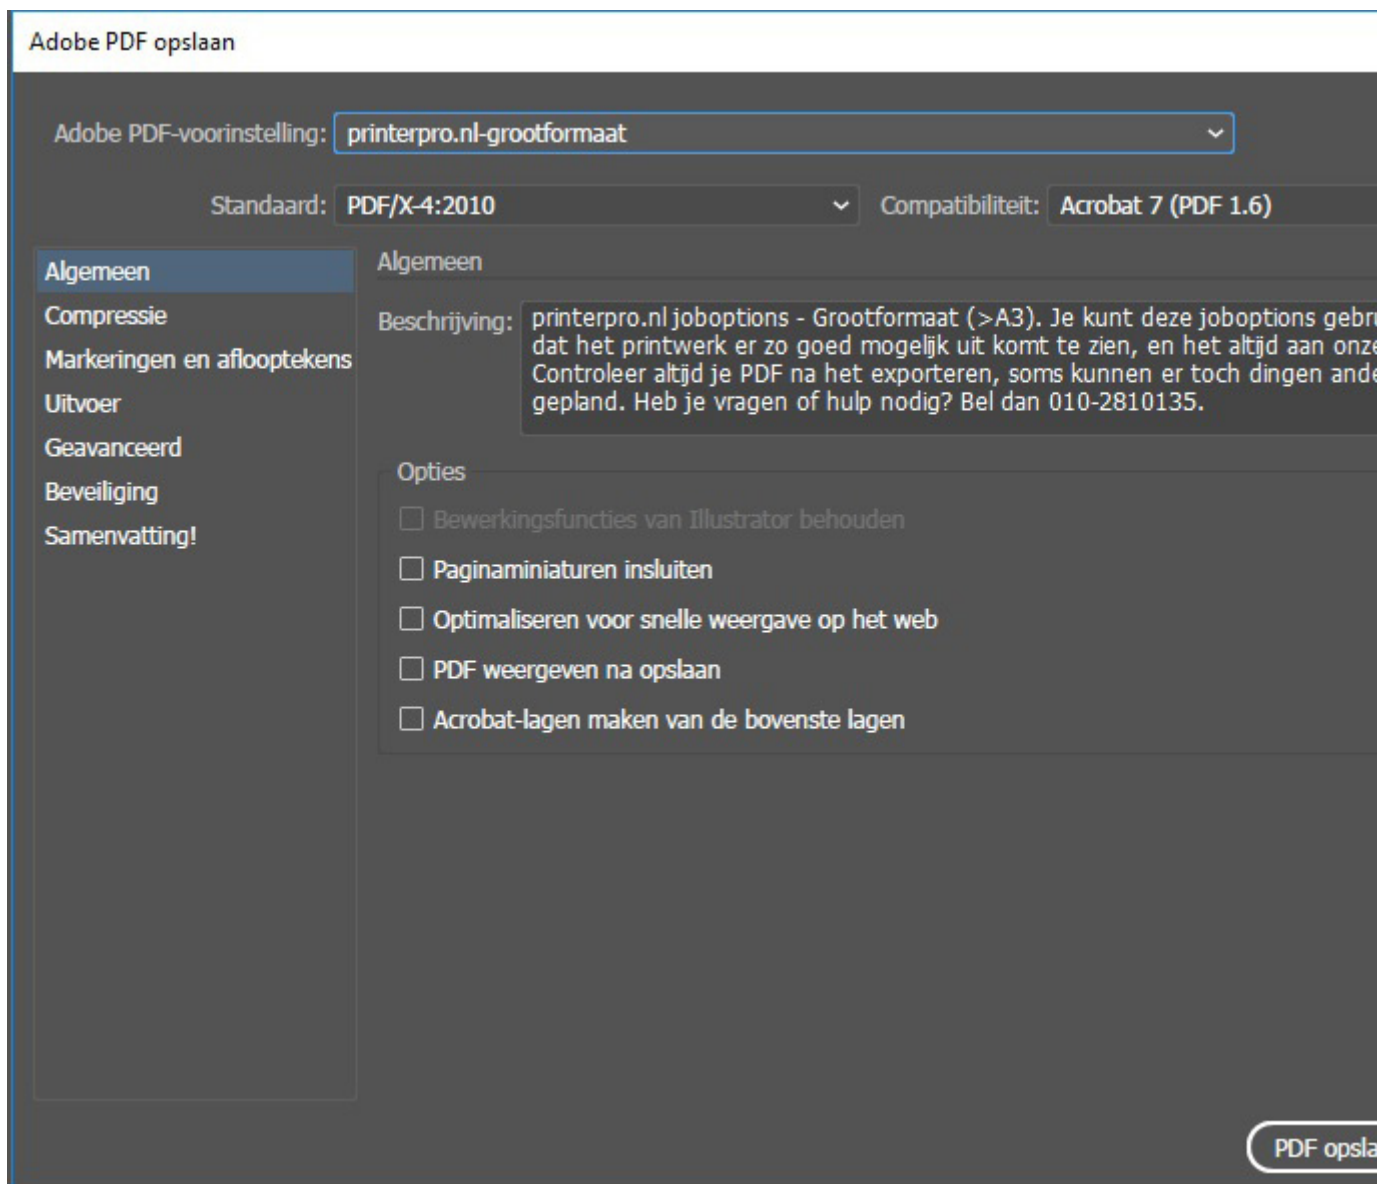 Adobe PDF opslaan
Adobe PDF-voorinstelling: printerpro.nl-grootformaat
Standaard: PDF/X-4:2010 Compatibiliteit: Acrobat 7 (PDF 1.6)
Algemeen
Compressie
Markeringen en aflooptekens
Uitvoer
Geavanceerd
Beveiliging
Samenvatting!
Algemeen
Beschrijving: printerpro.nl joboptions - Grootformaat (>A3). Je kunt deze joboptions
dat het printwerk er zo goed mogelijk uit komt te zien, en het altijd aan
Controleer altijd je PDF na het exporteren, soms kunnen er toch dingen
gepland. Heb je vragen of hulp nodig? Bel dan 010-2810135.
Opties
Bewerkingsfuncties van Illustrator behouden
Paginaminiaturen insluiten
Optimaliseren voor snelle weergave op het web
PDF weergeven na opslaan
Acrobat-lagen maken van de bovenste lagen
PDF